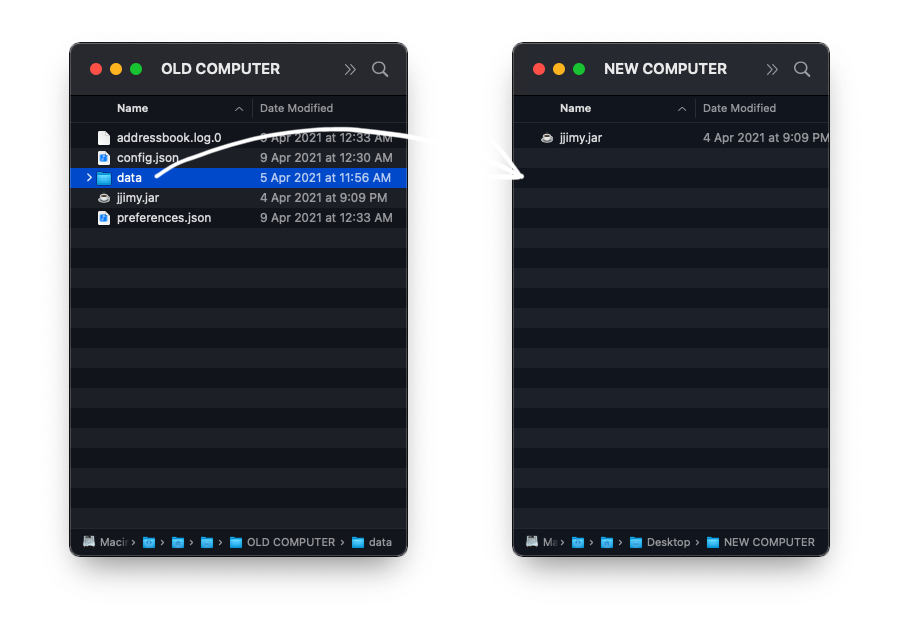 OLD COMPUTER
Name Date Modified
addressbook.log.0 9 Apr 2021 at 12:33 AM
config.json 9 Apr 2021 at 12:30 AM
data 5 Apr 2021 at 11:56 AM
jjimy.jar 4 Apr 2021 at 9:09 PM
preferences.json 9 Apr 2021 at 12:33 AM
OLD COMPUTER data
NEW COMPUTER
Name Date Modified
jjimy.jar 4 Apr 2021 at 9:09 PM
Desktop NEW COMPUTER